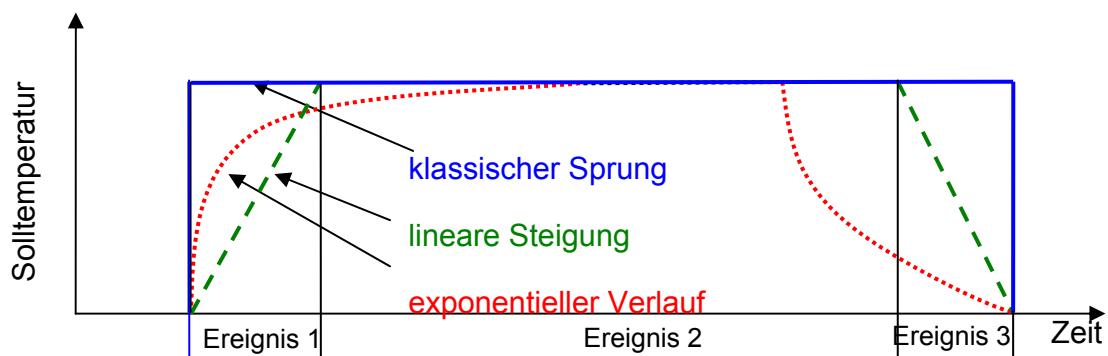 Solltemperatur
klassischer Sprung
lineare Steigung
exponentieller Verlauf
Ereignis 1
Ereignis 2
Ereignis 3
Zeit